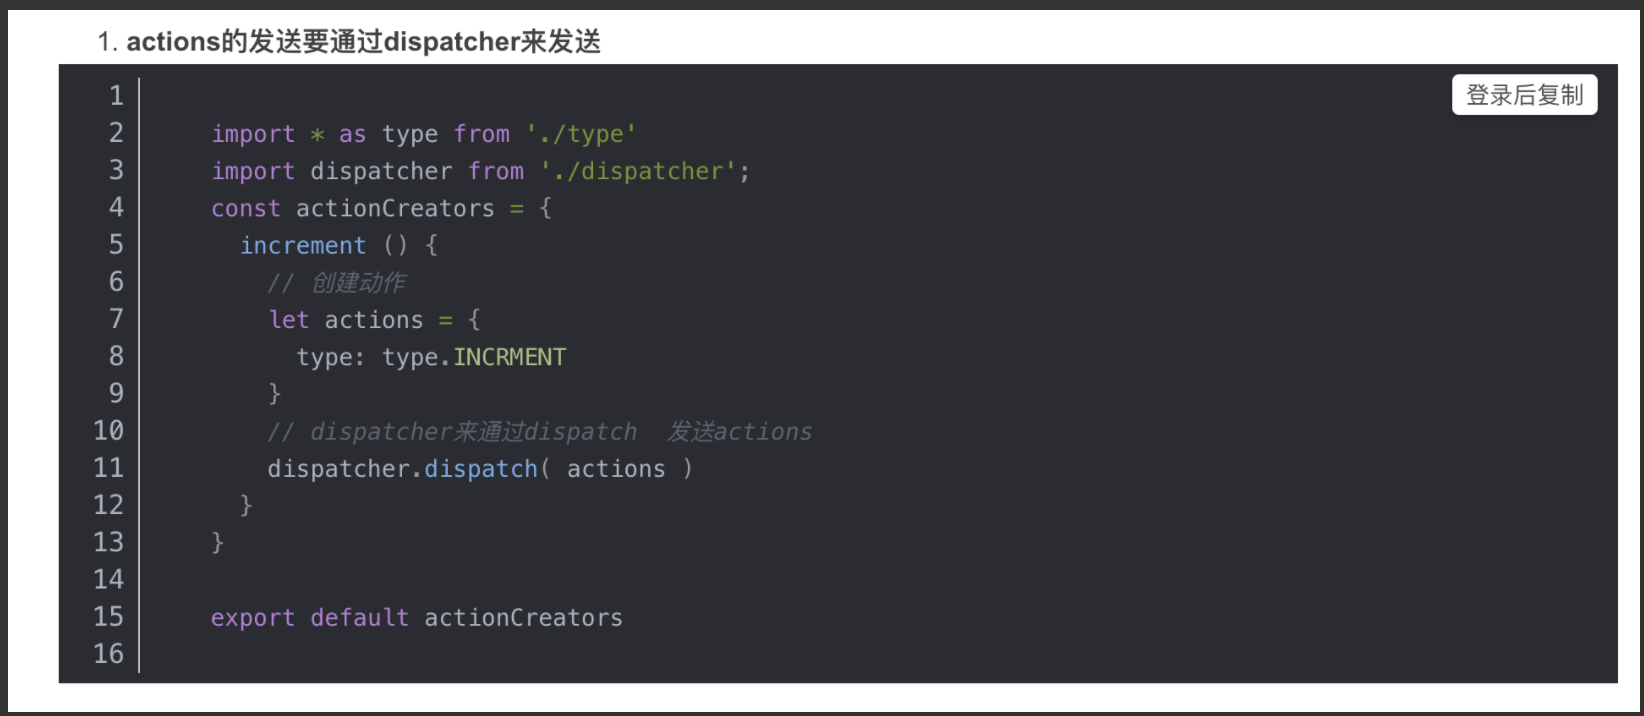 1. actions的发送要通过dispatcher来发送
登录后复制
1
2 import * as type from './type'
3 import dispatcher from './dispatcher';
4 const actionCreators = {
5 increment () {
6 // 创建动作
7 let actions = {
8 type: type.INCRMENT
9 }
10 // dispatcher来通过dispatch  发送actions
11 dispatcher.dispatch( actions )
12 }
13 }
14
15 export default actionCreators
16